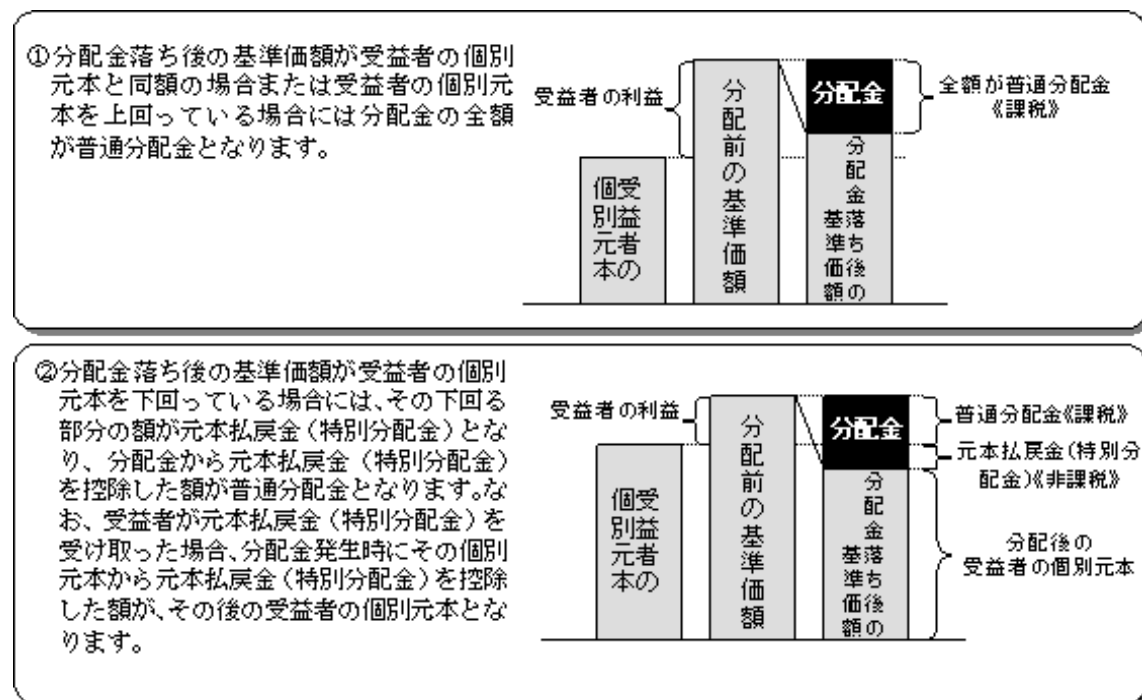 ①分配金落ち後の基準価額が受益者の個別
元本と同額の場合または受益者の個別元
本を上回っている場合には分配金の全額
が普通分配金となります。
受益者の利益
受益者の
個別元本
分配前の基準価額
分配金
分配金落ち後の
基準価額
全額が普通分配金
《課税》
②分配金落ち後の基準価額が受益者の個別
元本を下回っている場合には、その下回る
部分の額が元本払戻金(特別分配金)とな
り、分配金から元本払戻金(特別分配金)
を控除した額が普通分配金となります。な
お、受益者が元本払戻金(特別分配金)を
受け取った場合、分配金発生時にその個別
元本から元本払戻金(特別分配金)を控除
した額が、その後の受益者の個別元本とな
ります。
受益者の利益
受益者の
個別元本
分配前の基準価額
分配金
分配金落ち後の
基準価額
普通分配金《課税》
元本払戻金(特別分
配金)《非課税》
分配後の
受益者の個別元本